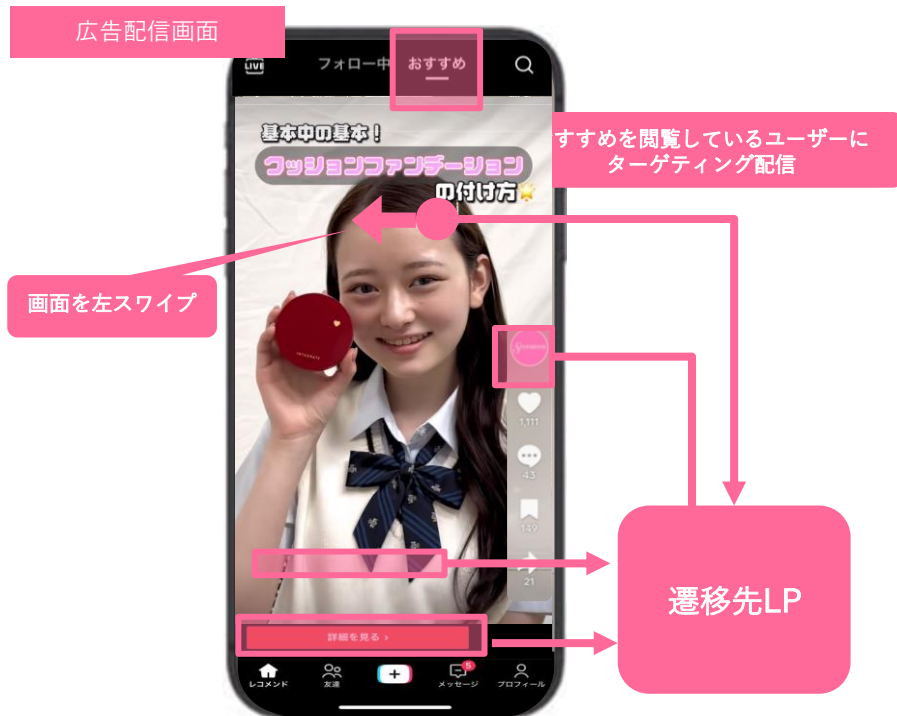 広告配信画面
LIVE
フォロー中
おすすめ
基本中の基本！
クッションファンデーション
の付け方
すすめを閲覧しているユーザーに
ターゲティング配信
画面を左スワイプ
INTEGRATE
1,111
43
149
21
遷移先LP
詳細を見る ›
レコメンド
友達
5
メッセージ
プロフィール